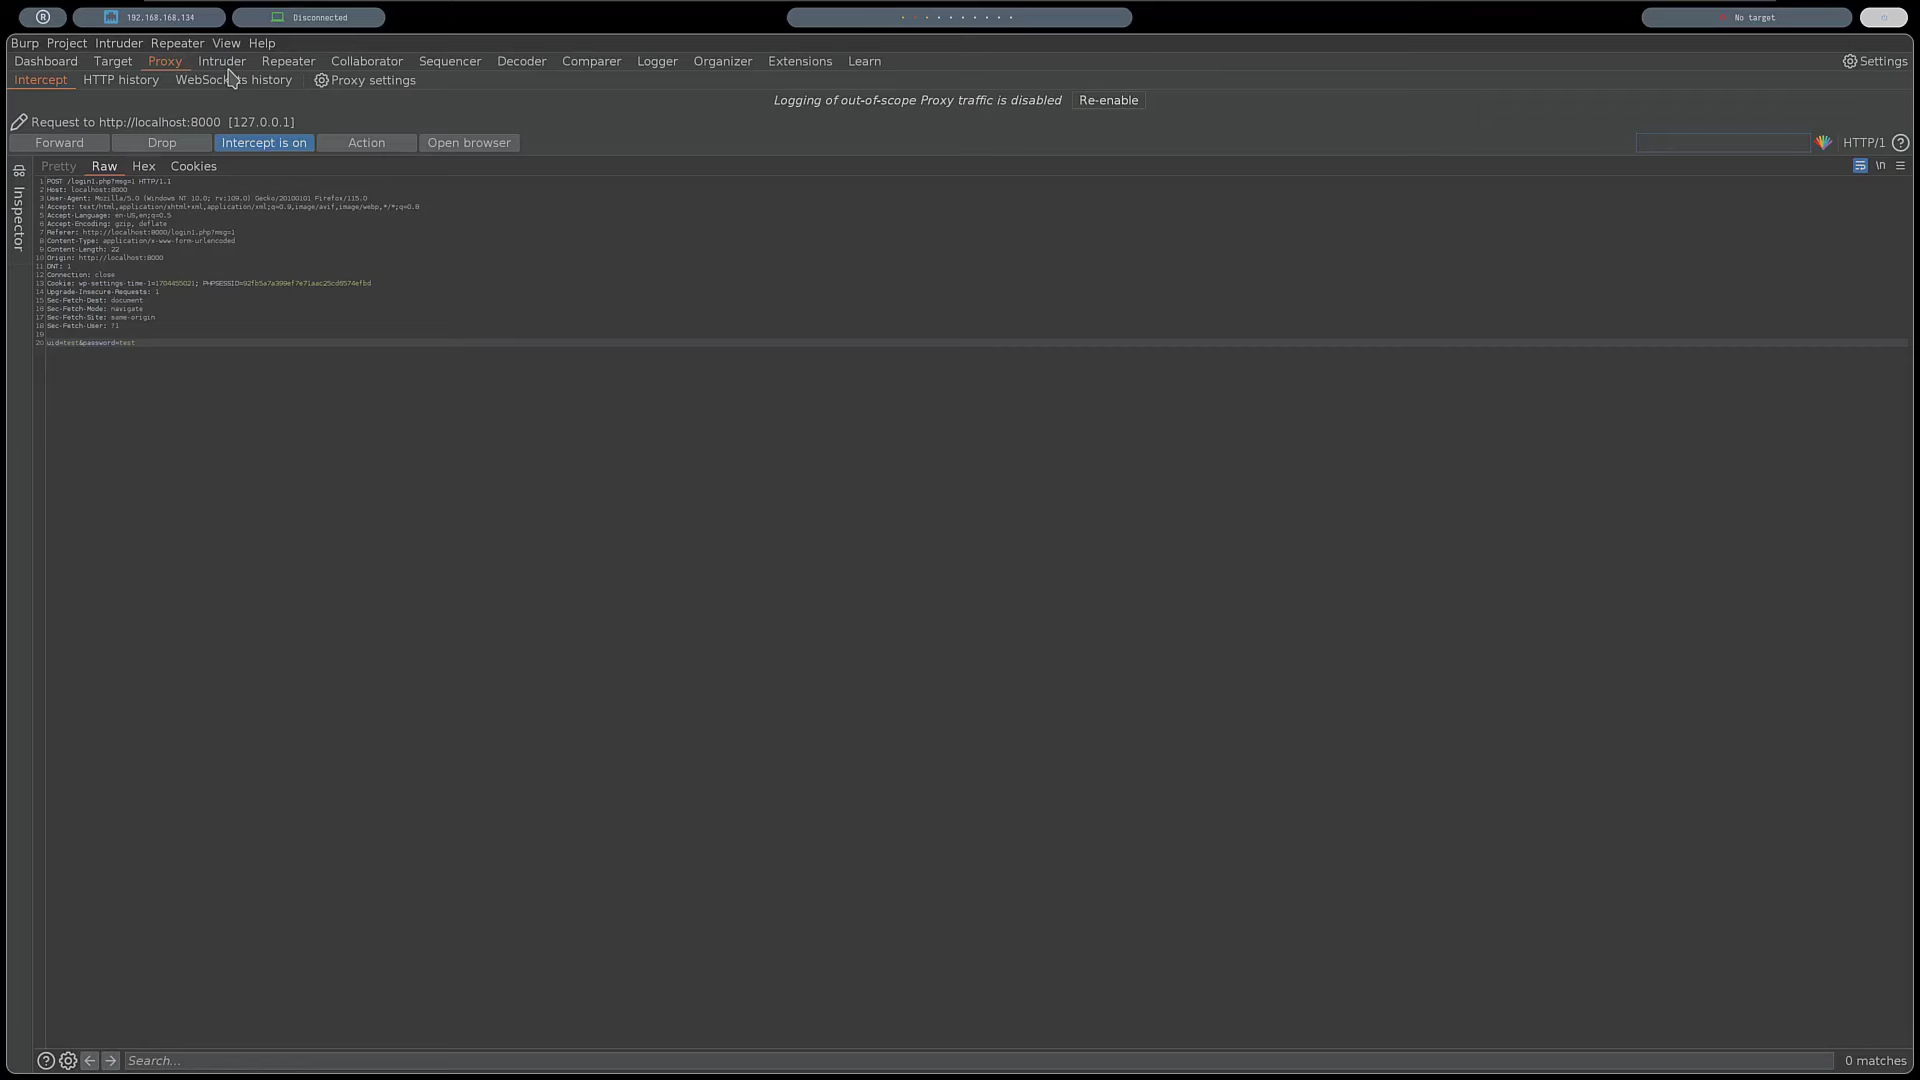 R 192.168.168.134 Disconnected No target
Burp Project Intruder Repeater View Help
Dashboard Target Proxy Intruder Repeater Collaborator Sequencer Decoder Comparer Logger Organizer Extensions Learn Settings
Intercept HTTP history WebSockets history Proxy settings
Logging of out-of-scope Proxy traffic is disabled Re-enable
Request to http://localhost:8000 [127.0.0.1]
Forward Drop Intercept is on Action Open browser HTTP/1 ?
Pretty Raw Hex Cookies \n
Inspector
1 POST /login1.php?msg=1 HTTP/1.1
2 Host: localhost:8000
3 User-Agent: Mozilla/5.0 (Windows NT 10.0; rv:109.0) Gecko/20100101 Firefox/115.0
4 Accept: text/html,application/xhtml+xml,application/xml;q=0.9,image/avif,image/webp,*/*;q=0.8
5 Accept-Language: en-US,en;q=0.5
6 Accept-Encoding: gzip, deflate
7 Referer: http://localhost:8000/login1.php?msg=1
8 Content-Type: application/x-www-form-urlencoded
9 Content-Length: 22
10 Origin: http://localhost:8000
11 DNT: 1
12 Connection: close
13 Cookie: wp-settings-time-1=1704455021; PHPSESSID=92fb5a7a399ef7e71aac25cd6574efbd
14 Upgrade-Insecure-Requests: 1
15 Sec-Fetch-Dest: document
16 Sec-Fetch-Mode: navigate
17 Sec-Fetch-Site: same-origin
18 Sec-Fetch-User: ?1
19
20 uid=test&password=test
? Search... 0 matches